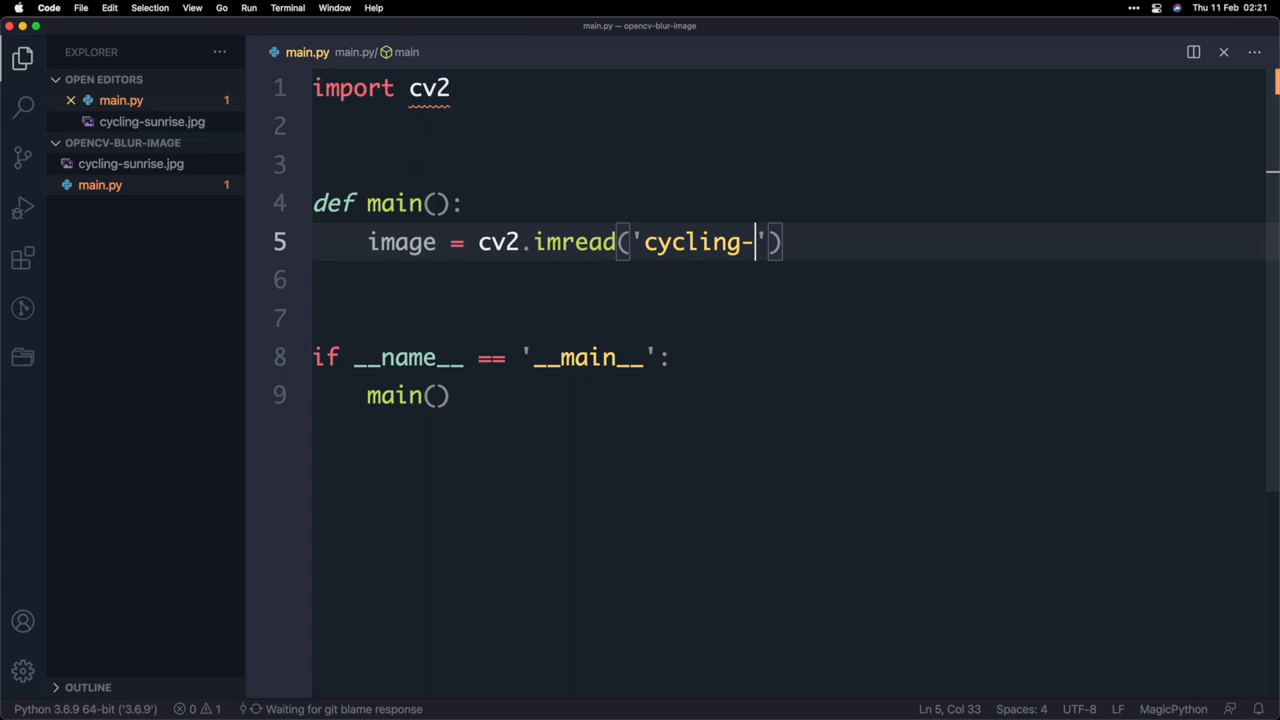 Code File Edit Selection View Go Run Terminal Window Help Thu 11 Feb 02:21
main.py — opencv-blur-image
EXPLORER
main.py main.py/ main
OPEN EDITORS
main.py 1
cycling-sunrise.jpg
OPENCV-BLUR-IMAGE
cycling-sunrise.jpg
main.py 1
1 import cv2
2
3
4 def main():
5 image = cv2.imread('cycling-')
6
7
8 if __name__ == '__main__':
9 main()
OUTLINE
Python 3.6.9 64-bit ('3.6.9') 0 1 Waiting for git blame response Ln 5, Col 33 Spaces: 4 UTF-8 LF MagicPython